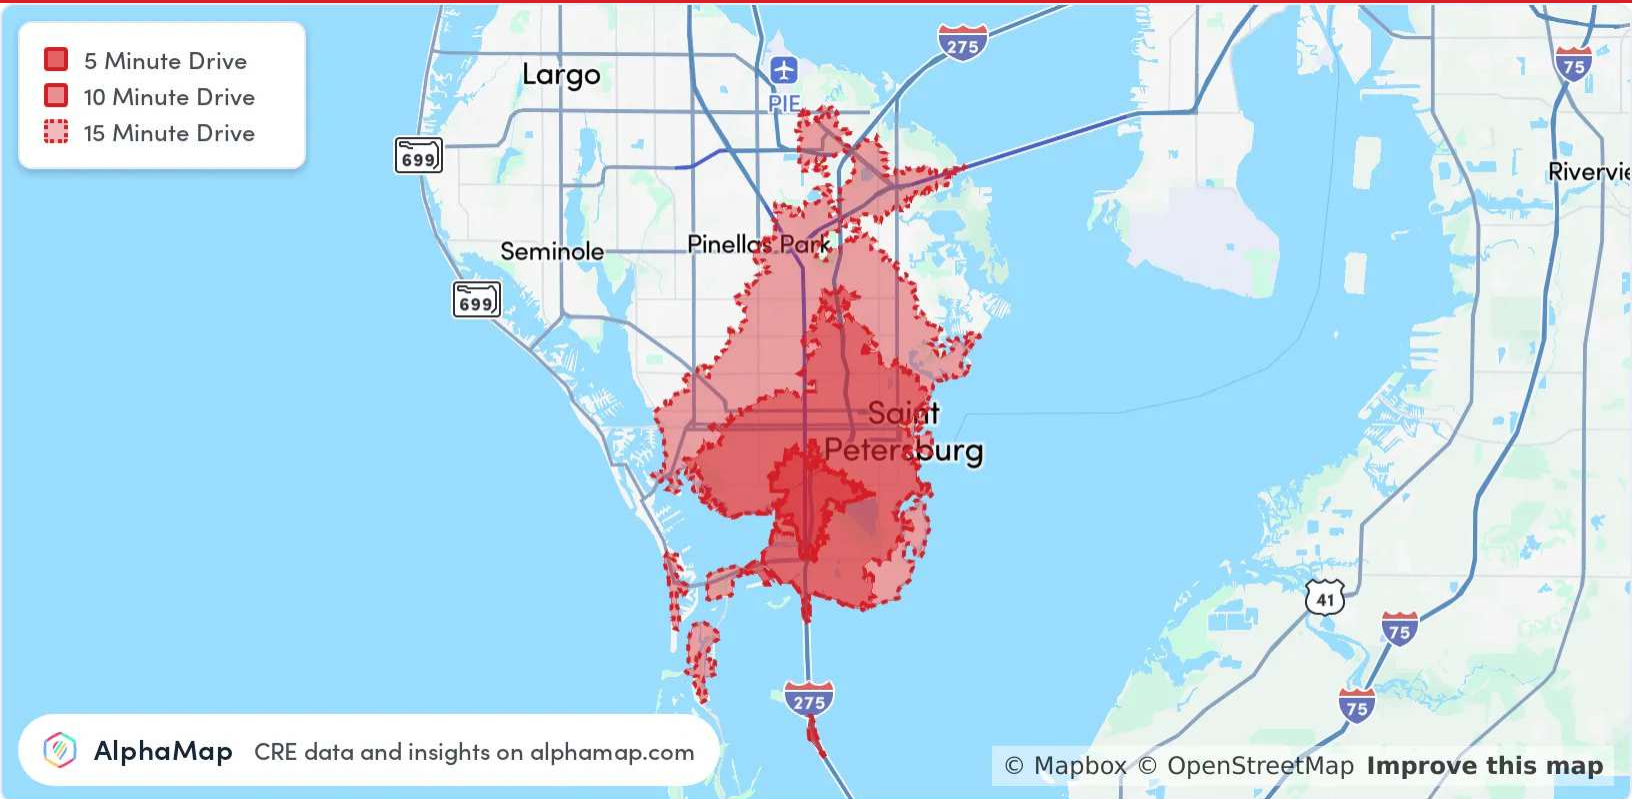 5 Minute Drive
10 Minute Drive
15 Minute Drive
275
75
Largo
PIE
699
Rivervie
Pinellas Park
Seminole
699
Saint
Petersburg
41
75
275
75
AlphaMap CRE data and insights on alphamap.com
© Mapbox © OpenStreetMap Improve this map